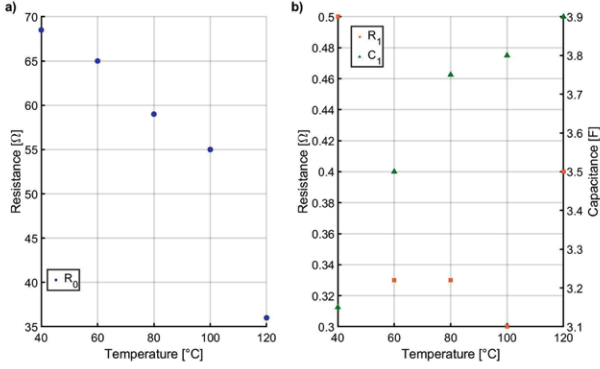 a)
70
65
60
55
50
45
40
35
Resistance [Ω]
R0
40 60 80 100 120
Temperature [°C]
b)
0.5
0.48
0.46
0.44
0.42
0.4
0.38
0.36
0.34
0.32
0.3
Resistance [Ω]
R1
C1
3.9
3.8
3.7
3.6
3.5
3.4
3.3
3.2
3.1
Capacitance [F]
40 60 80 100 120
Temperature [°C]